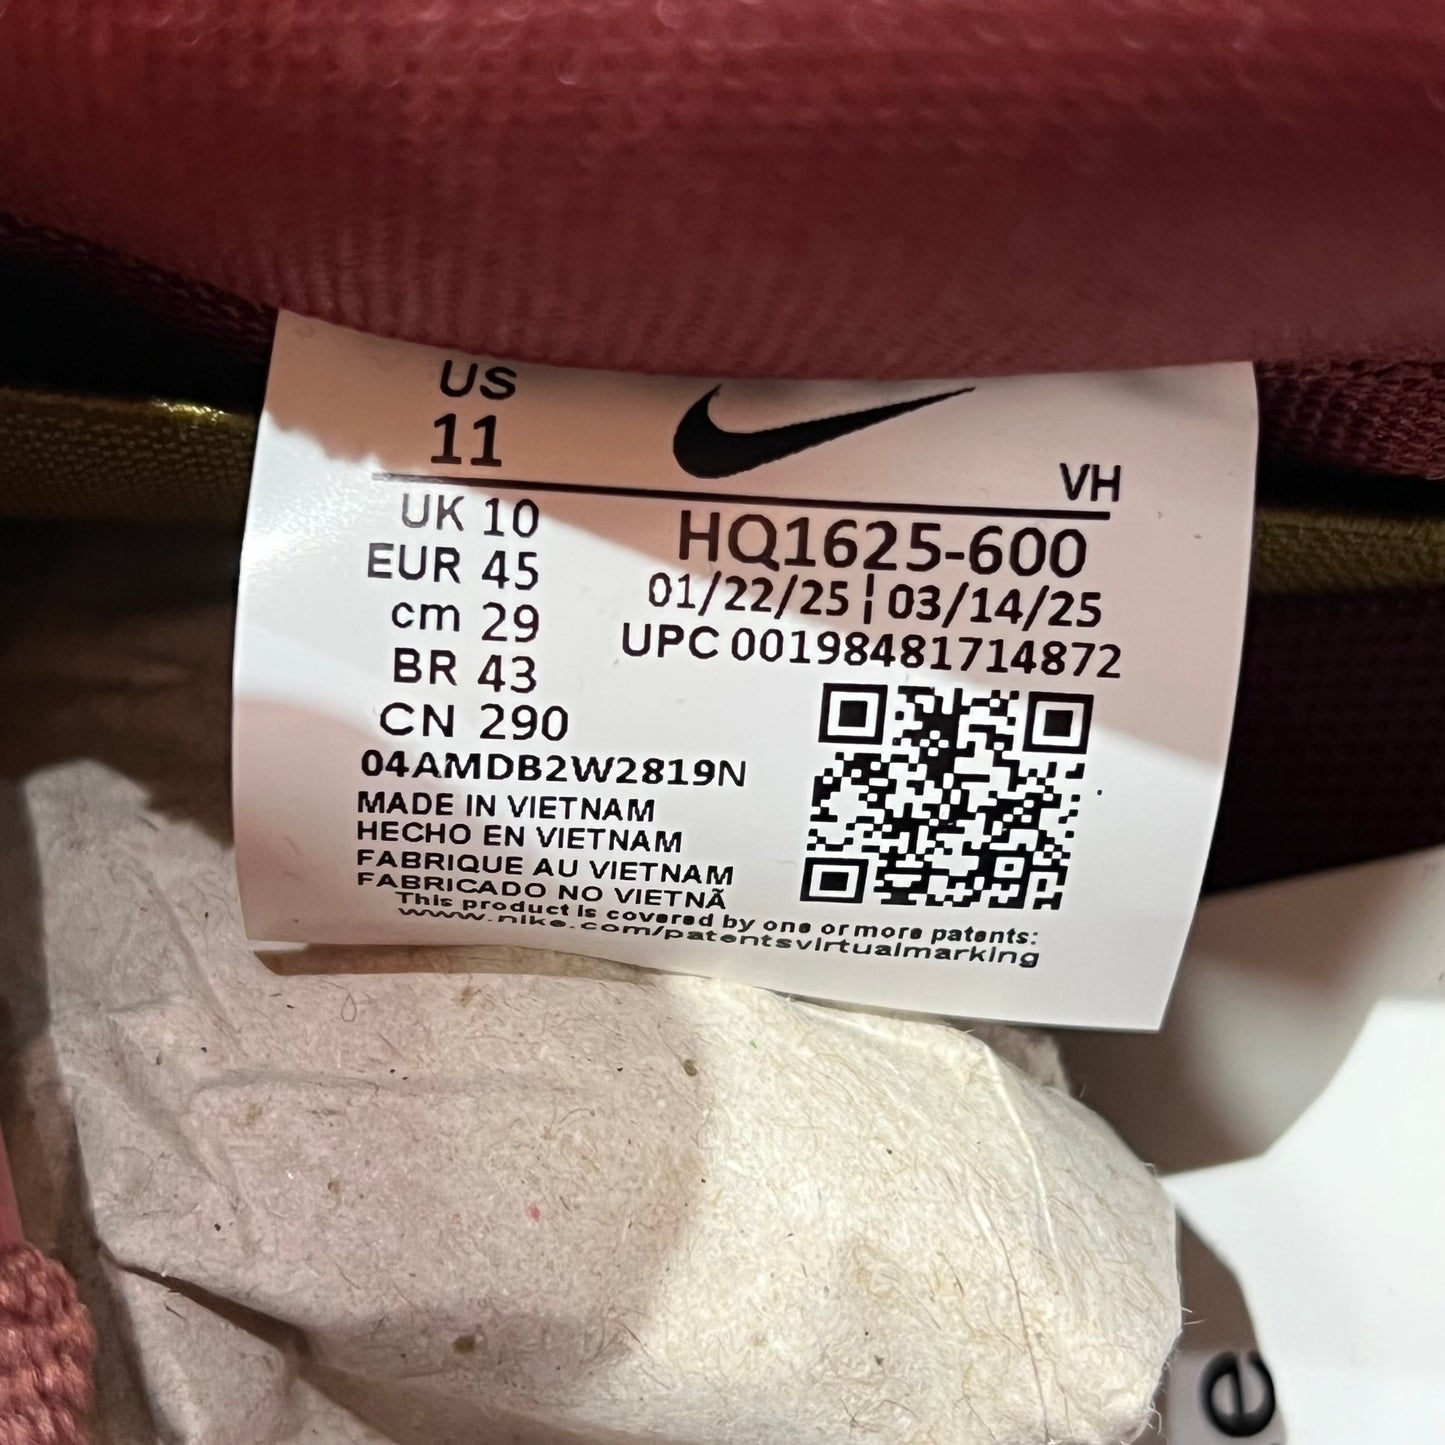 US
11
VH
UK 10
EUR 45
cm 29
BR 43
CN 290
HQ1625-600
01/22/25 ¦ 03/14/25
UPC 00198481714872
04AMDB2W2819N
MADE IN VIETNAM
HECHO EN VIETNAM
FABRIQUE AU VIETNAM
FABRICADO NO VIETNÃ
This product is covered by one or more patents:
www.nike.com/patentsvirtualmarking
e